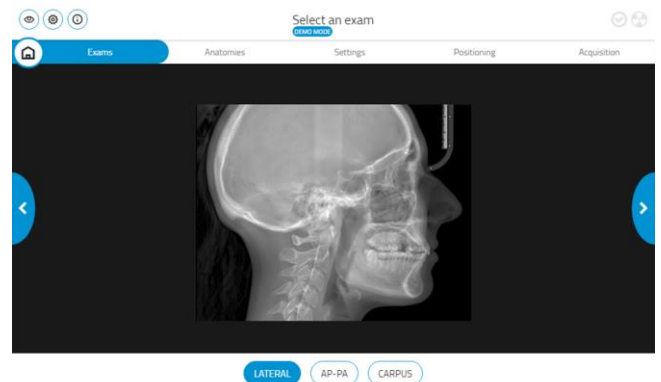 Select an exam
DEMO MODE
Exams Anatomies Settings Positioning Acquisition
LATERAL AP-PA CARPUS